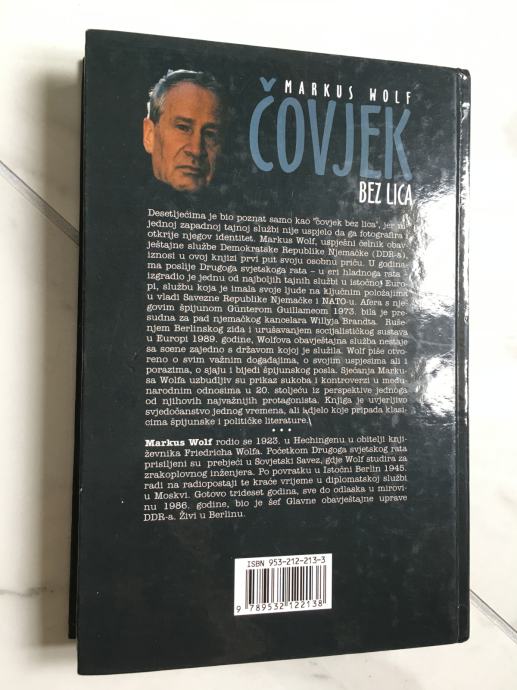 MARKUS WOLF
ČOVJEK
BEZ LICA
Desetljećima je bio poznat samo kao "čovjek bez lica", jer ni
jednoj zapadnoj tajnoj službi nije uspjelo da ga fotografira i
otkrije njegov identitet. Markus Wolf, uspješni čelnik obav-
ještajne službe Demokratske Republike Njemačke (DDR-a),
iznosi u ovoj knjizi prvi put svoju osobnu priču. U godina-
ma poslije Drugoga svjetskoga rata - u eri hladnoga rata -
izgradio je jednu od najboljih tajnih službi u istočnoj Euro-
pi, službu koja je imala svoje ljude na ključnim položajima
u vladi Savezne Republike Njemačke i NATO-u. Afera s nje-
govim špijunom Günterom Guillameom 1973. bila je pre-
sudna za pad njemačkog kancelara Willyja Brandta. Ruše-
njem Berlinskog zida i urušavanjem socijalističkog sustava
u Europi 1989. godine, Wolfova obavještajna služba nestaje
sa scene zajedno s državom kojoj je služila. Wolf piše otvo-
reno o svim važnim događajima, o svojim uspjesima ali i
porazima, o sjaju i bijedi špijunskog posla. Sjećanja Marku-
sa Wolfa uzbudljiv su prikaz sukoba i kontroverzi u među-
narodnim odnosima u 20. stoljeću iz perspektive jednoga
od njihovih najvažnijih protagonista. Knjiga je uvjerljivo
svjedočanstvo jednog vremena, ali i djelo koje pripada klasi-
cima špijunske i političke literature.
Markus Wolf rodio se 1923. u Hechingenu u obitelji knji-
ževnika Friedricha Wolfa. Početkom Drugog svjetskog rata
prisiljeni su prebjeći u Sovjetski Savez, gdje Wolf studira za
zrakoplovnog inženjera. Po povratku u Istočni Berlin 1945.
radi na radiopostaji te kraće vrijeme u diplomatskoj službi
u Moskvi. Gotovo trideset godina, sve do odlaska u mirovi-
nu 1986. godine, bio je šef Glavne obavještajne uprave
DDR-a. Živi u Berlinu.
ISBN 953-212-213-3
9 789532 122138